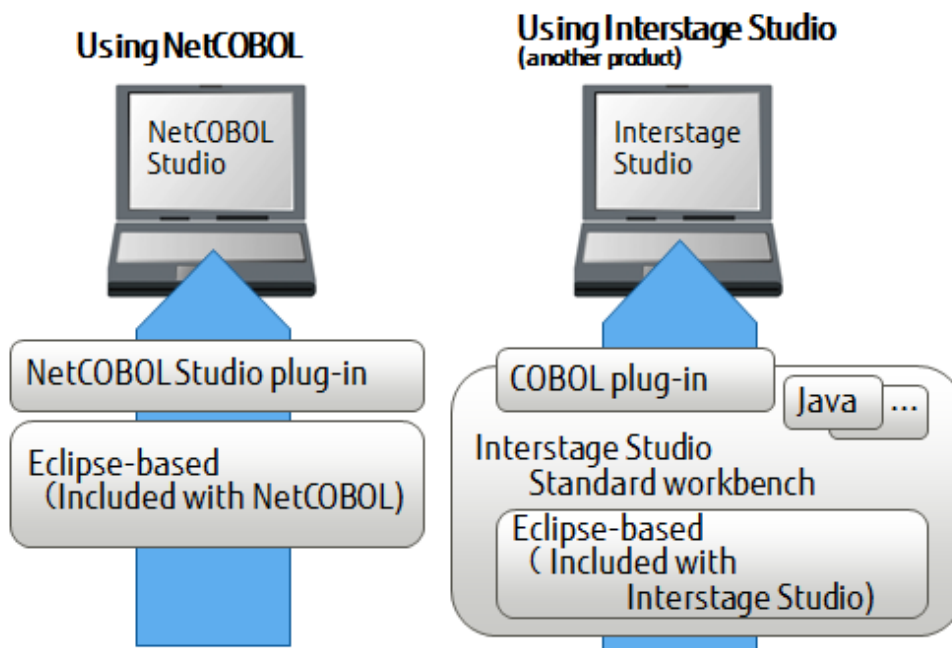 Using NetCOBOL
NetCOBOL
Studio
NetCOBOL Studio plug-in
Eclipse-based
(Included with NetCOBOL)
Using Interstage Studio
(another product)
Interstage
Studio
COBOL plug-in
Java
...
Interstage Studio
Standard workbench
Eclipse-based
( Included with
Interstage Studio)